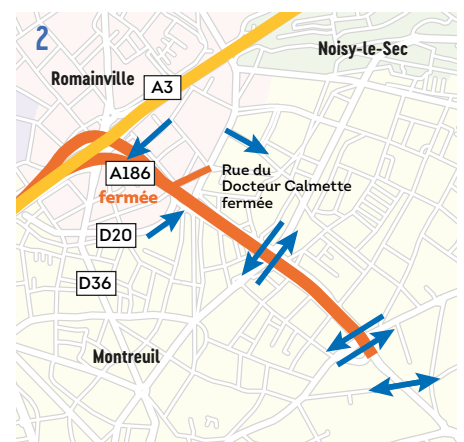 2
Noisy-le-Sec
Romainville
A3
A186
fermée
Rue du
Docteur Calmette
fermée
D20
D36
Montreuil